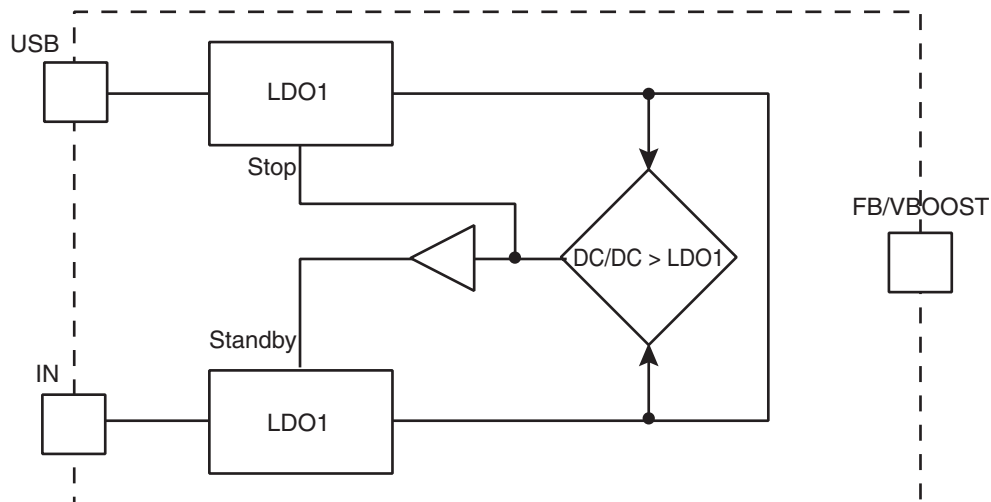 USB
LDO1
Stop
FB/VBOOST
DC/DC > LDO1
Standby
IN
LDO1